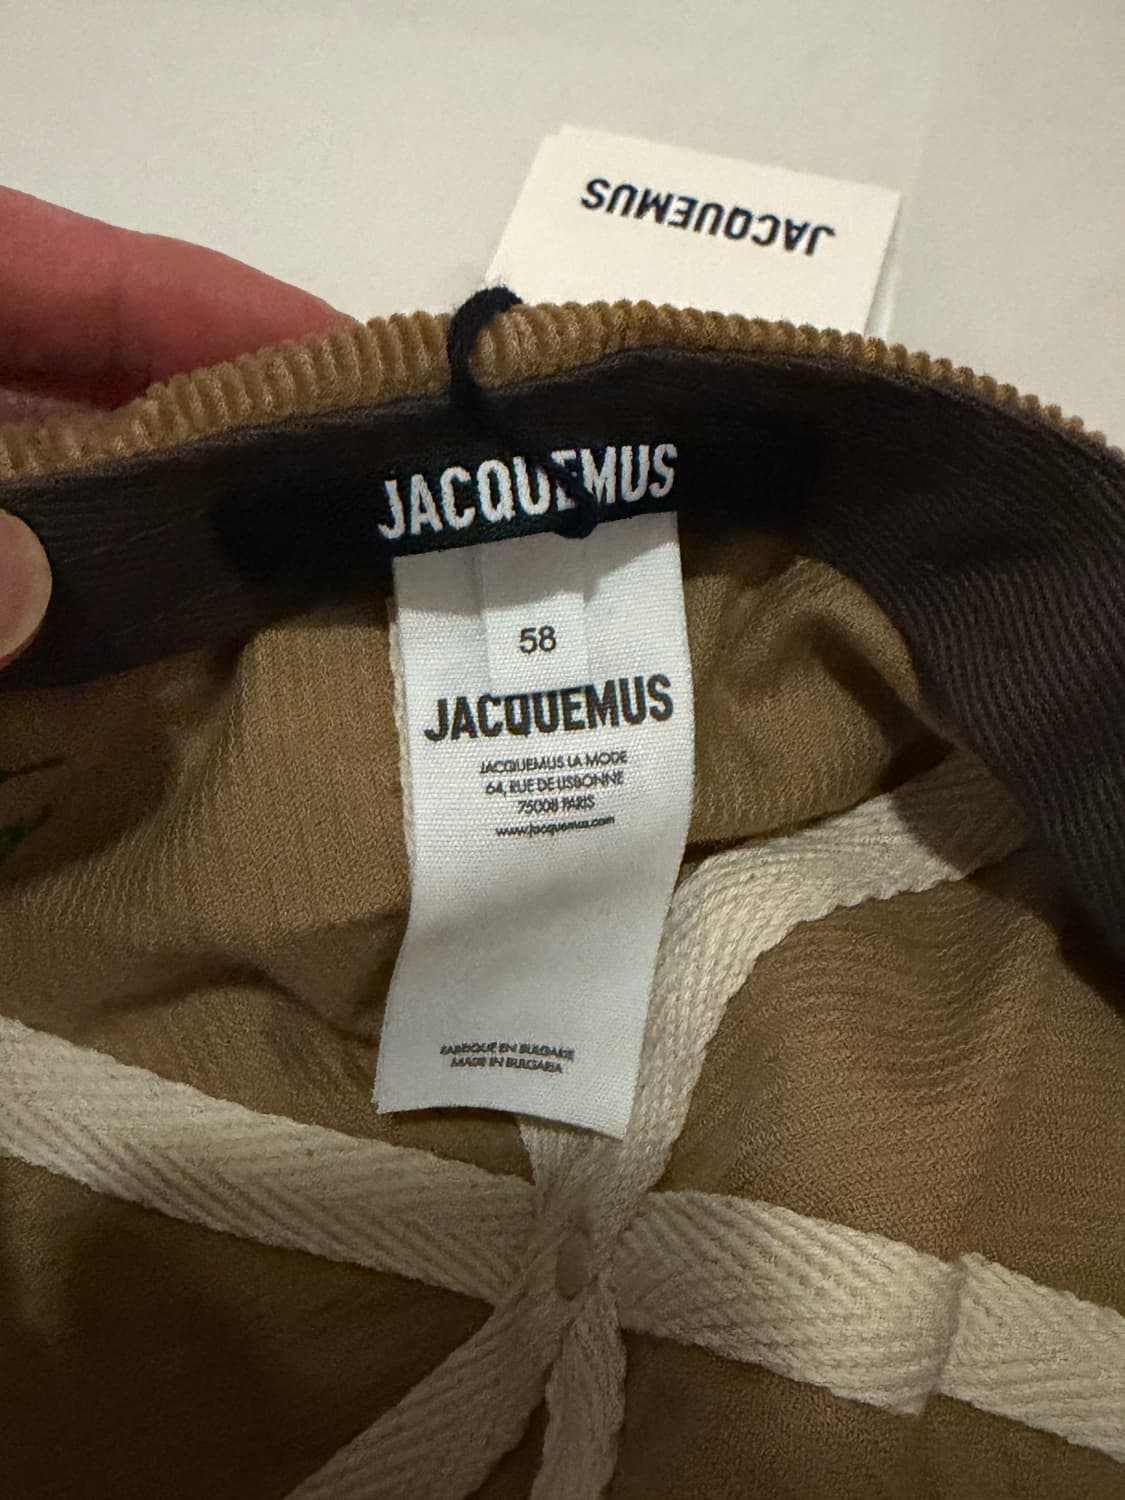 JACQUEMUS
JACQUEMUS
58
JACQUEMUS
JACQUEMUS LA MODE
64, RUE DE LISBONNE
75008 PARIS
www.jacquemus.com
FABRIQUÉ EN BULGARIE
MADE IN BULGARIA